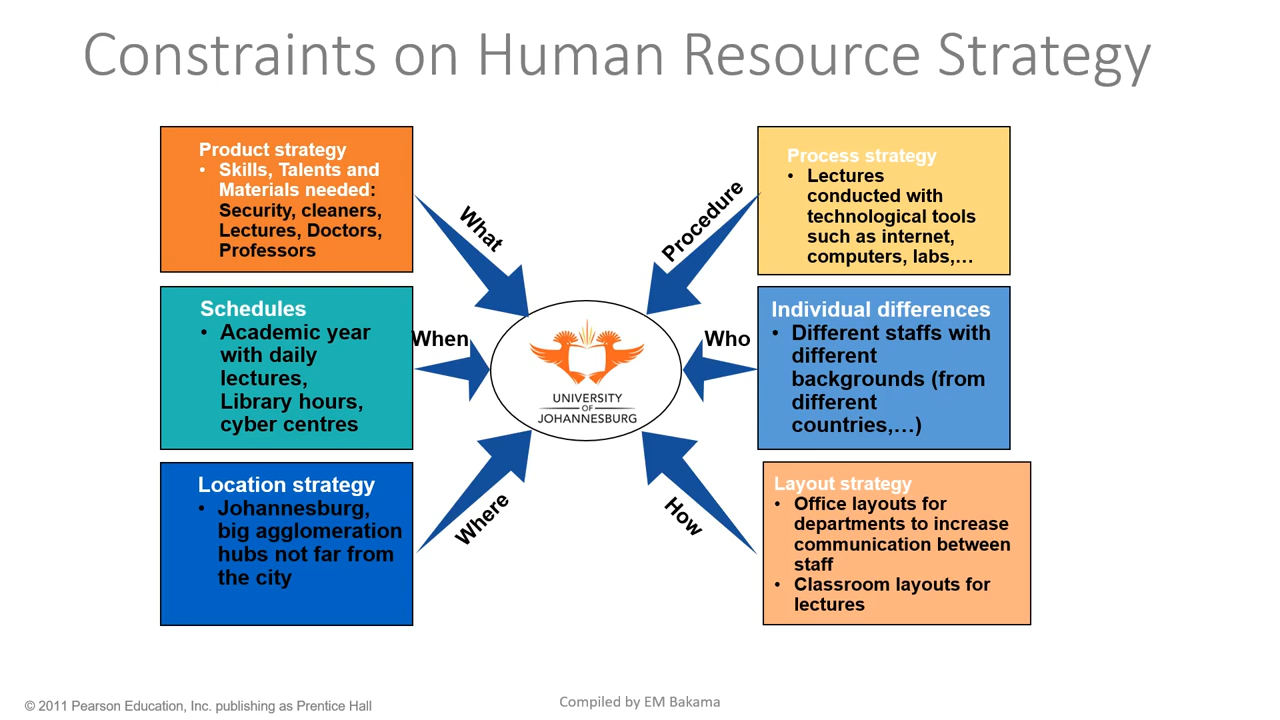 Constraints on Human Resource Strategy
Product strategy
• Skills, Talents and
Materials needed:
Security, cleaners,
Lectures, Doctors,
Professors
What
Procedure
Process strategy
• Lectures
conducted with
technological tools
such as internet,
computers, labs,…
Schedules
• Academic year
with daily
lectures,
Library hours,
cyber centres
When
UNIVERSITY
OF
JOHANNESBURG
Who
Individual differences
• Different staffs with
different
backgrounds (from
different
countries,…)
Location strategy
• Johannesburg,
big agglomeration
hubs not far from
the city
Where
How
Layout strategy
• Office layouts for
departments to increase
communication between
staff
• Classroom layouts for
lectures
© 2011 Pearson Education, Inc. publishing as Prentice Hall
Compiled by EM Bakama